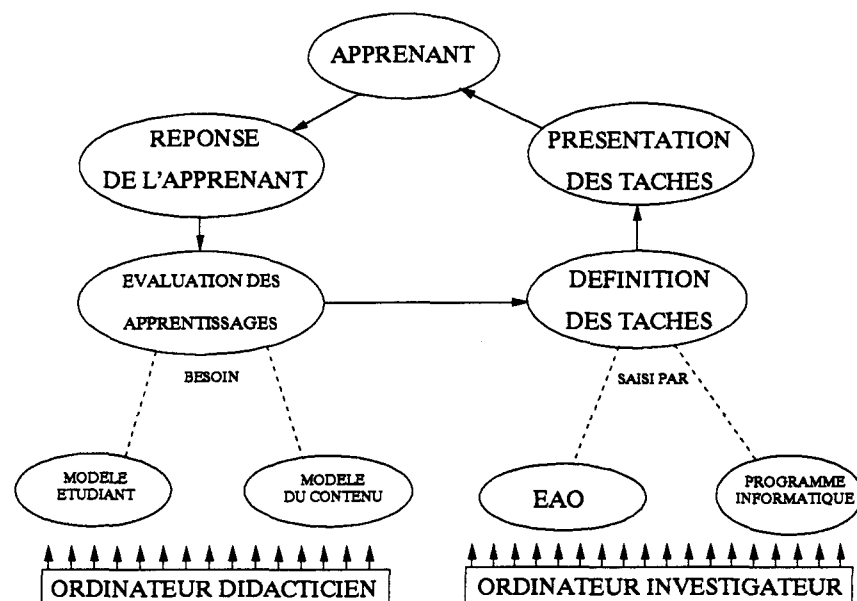 APPRENANT
REPONSE
DE L'APPRENANT
PRESENTATION
DES TACHES
EVALUATION DES
APPRENTISSAGES
DEFINITION
DES TACHES
BESOIN
SAISI PAR
MODELE
ETUDIANT
MODELE
DU CONTENU
EAO
PROGRAMME
INFORMATIQUE
ORDINATEUR DIDACTICIEN
ORDINATEUR INVESTIGATEUR